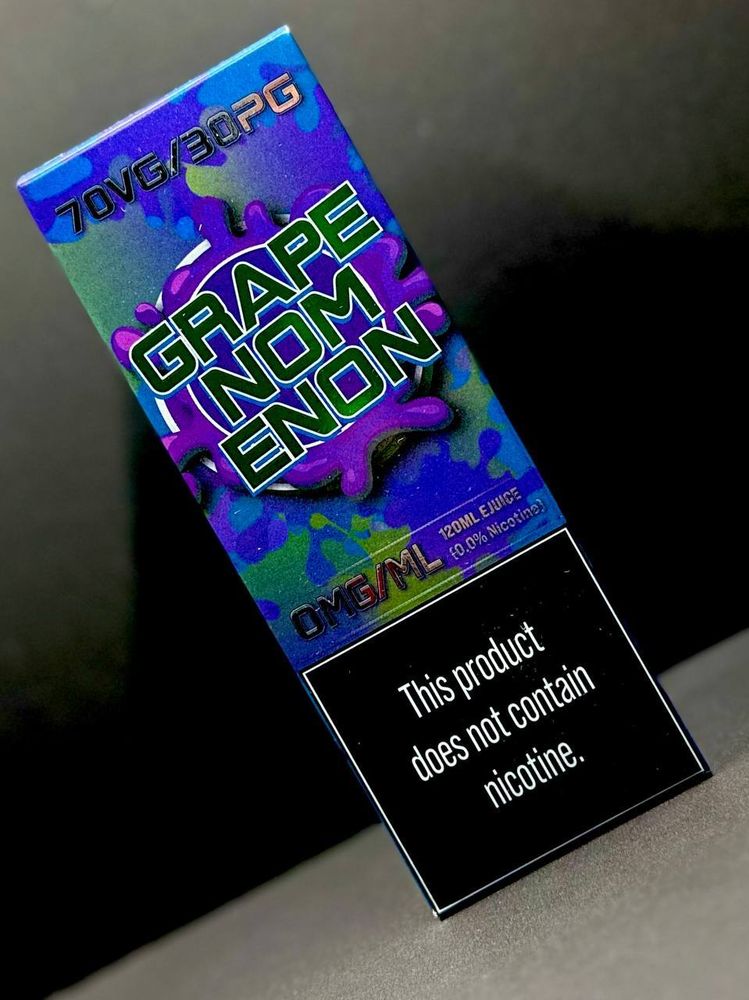 70VG/30PG
GRAPE
NOM
ENON
120ML EJUICE
(0.0% Nicotine)
0MG/ML
This product
does not contain
nicotine.